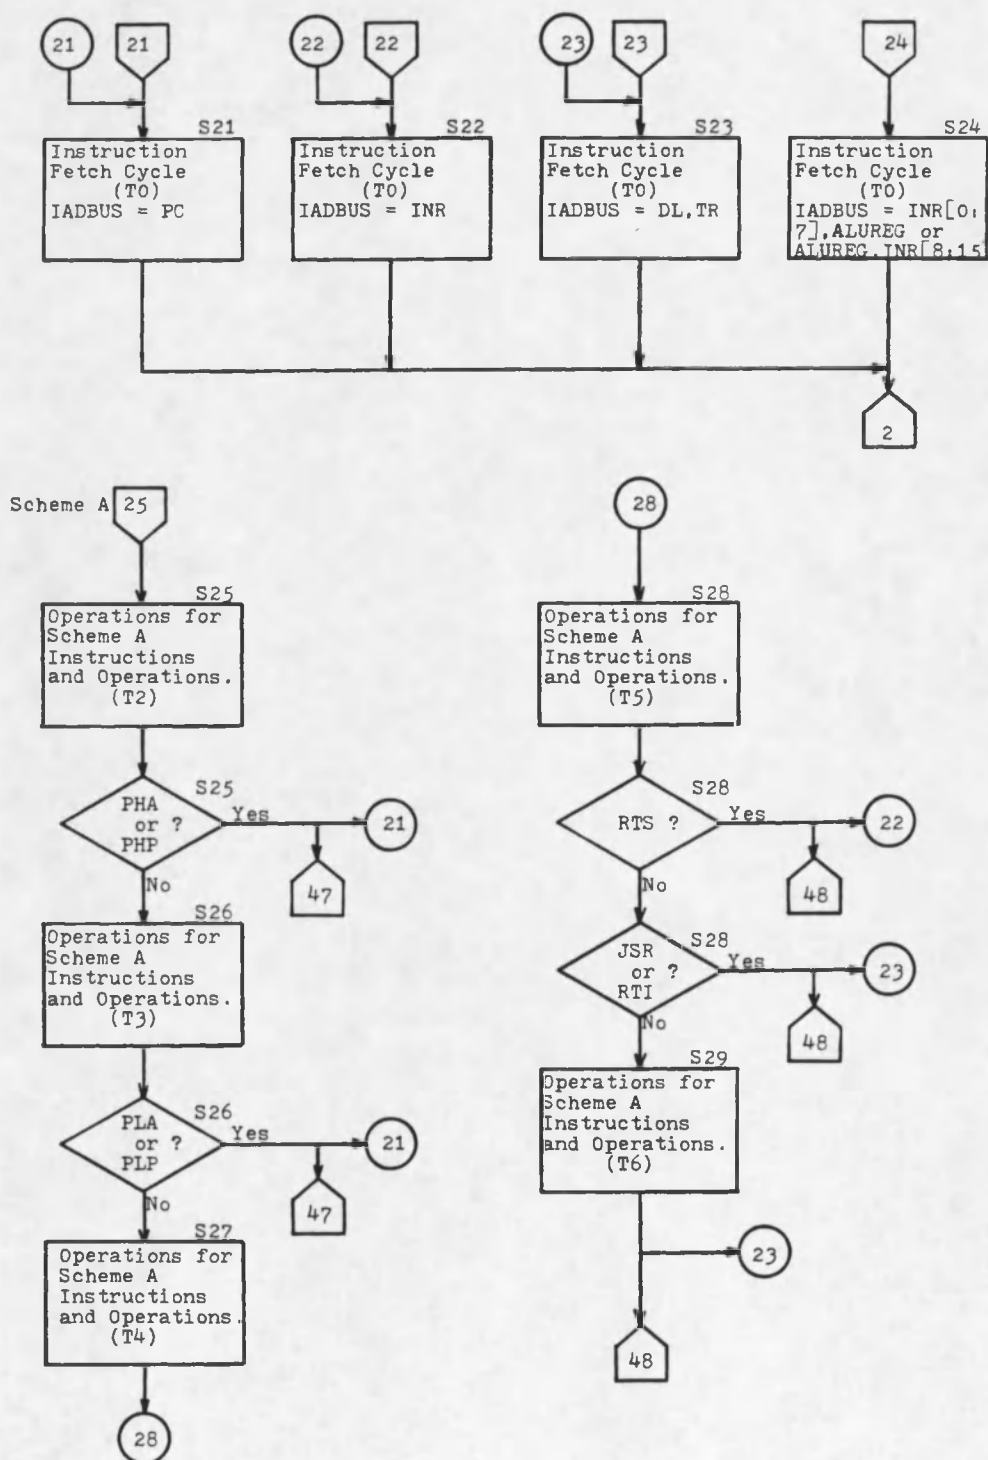 21 21 22 22 23 23 24
S21
Instruction
Fetch Cycle
(T0)
IADBUS = PC
S22
Instruction
Fetch Cycle
(T0)
IADBUS = INR
S23
Instruction
Fetch Cycle
(T0)
IADBUS = DL,TR
S24
Instruction
Fetch Cycle
(T0)
IADBUS = INR[0:
7],ALUREG or
ALUREG,INR[8:15
2
Scheme A 25
S25
Operations for
Scheme A
Instructions
and Operations.
(T2)
S25
PHA
or ?
PHP
Yes
21
47
No
S26
Operations for
Scheme A
Instructions
and Operations.
(T3)
S26
PLA
or ?
PLP
Yes
21
47
No
S27
Operations for
Scheme A
Instructions
and Operations.
(T4)
28
28
S28
Operations for
Scheme A
Instructions
and Operations.
(T5)
S28
RTS ?
Yes
22
48
No
S28
JSR
or ?
RTI
Yes
23
48
No
S29
Operations for
Scheme A
Instructions
and Operations.
(T6)
23
48